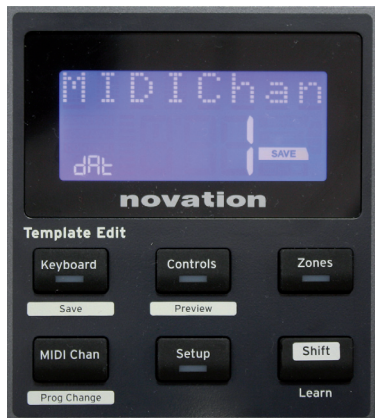 MIDIChan
1
dAt SAVE
novation
Template Edit
Keyboard Controls Zones
Save Preview
MIDI Chan Setup Shift
Prog Change Learn